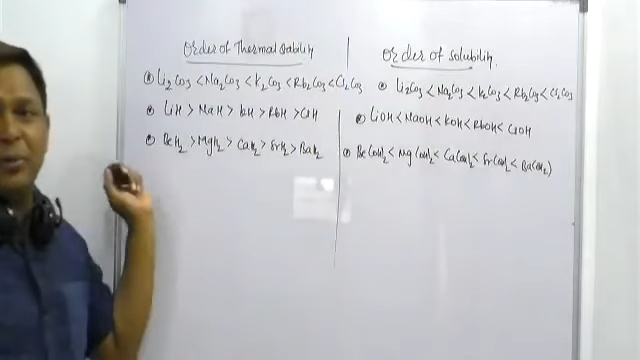 Order of Thermal Stability
Li2CO3 < Na2CO3 < K2CO3 < Rb2CO3 < Cs2CO3
LiH > NaH > KH > RbH > CsH
BeH2 > MgH2 > CaH2 > SrH2 > BaH2
Order of Solubility.
Li2CO3 < Na2CO3 < K2CO3 < Rb2CO3 < Cs2CO3
LiOH < NaOH < KOH < RbOH < CsOH
Be(OH)2 < Mg(OH)2 < Ca(OH)2 < Sr(OH)2 < Ba(OH)2